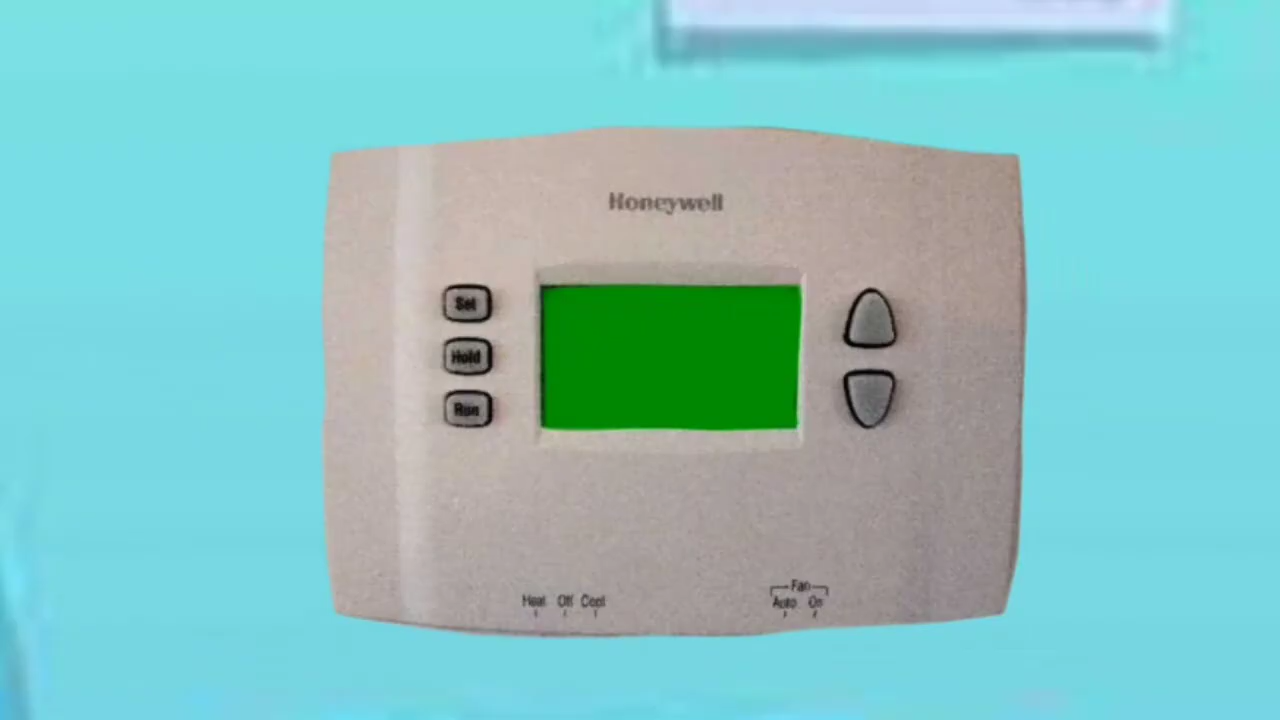 Honeywell
Set
Hold
Run
Fan
Heat Off Cool
Auto On